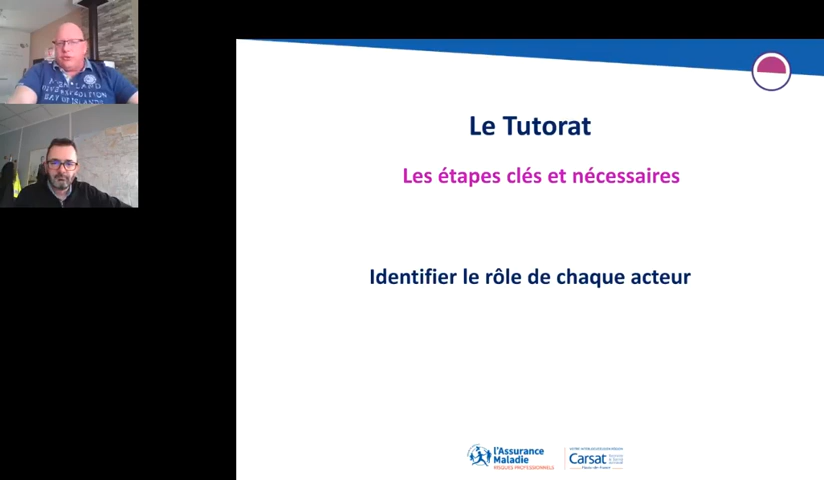 Le Tutorat
Les étapes clés et nécessaires
Identifier le rôle de chaque acteur
l'Assurance
Maladie
RISQUES PROFESSIONNELS
Carsat